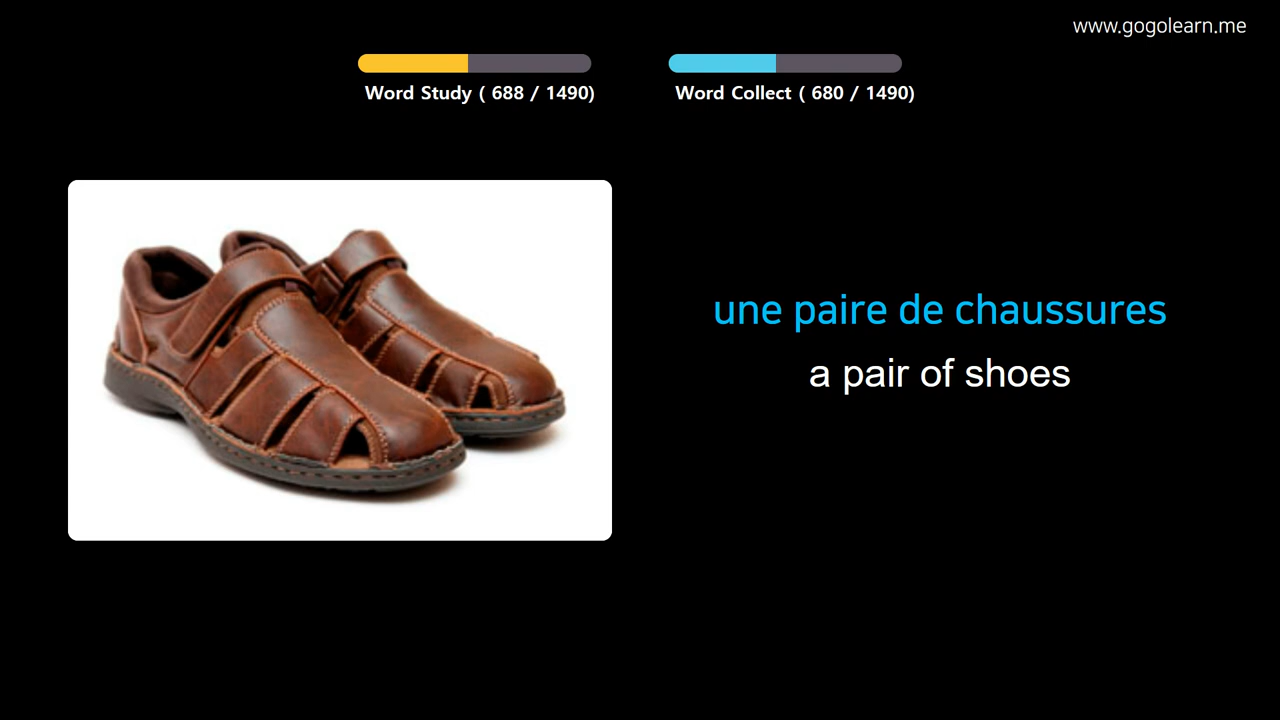 www.gogolearn.me
Word Study ( 688 / 1490)
Word Collect ( 680 / 1490)
une paire de chaussures
a pair of shoes